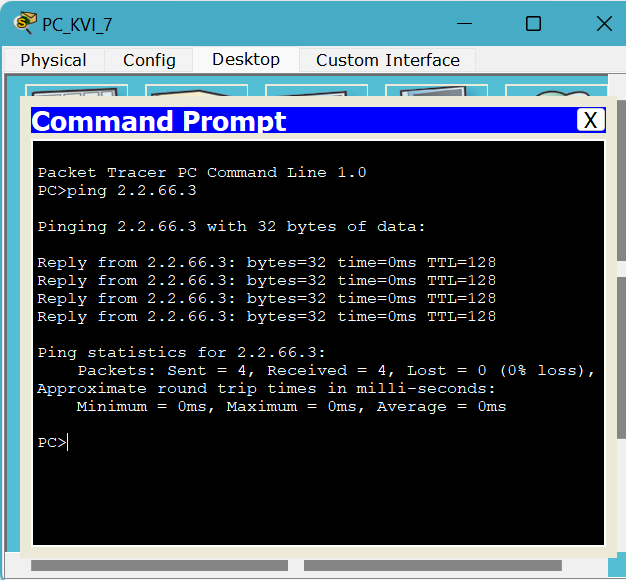 PC_KVI_7
Physical Config Desktop Custom Interface
Command Prompt X
Packet Tracer PC Command Line 1.0
PC>ping 2.2.66.3
Pinging 2.2.66.3 with 32 bytes of data:
Reply from 2.2.66.3: bytes=32 time=0ms TTL=128
Reply from 2.2.66.3: bytes=32 time=0ms TTL=128
Reply from 2.2.66.3: bytes=32 time=0ms TTL=128
Reply from 2.2.66.3: bytes=32 time=0ms TTL=128
Ping statistics for 2.2.66.3:
    Packets: Sent = 4, Received = 4, Lost = 0 (0% loss),
Approximate round trip times in milli-seconds:
    Minimum = 0ms, Maximum = 0ms, Average = 0ms
PC>